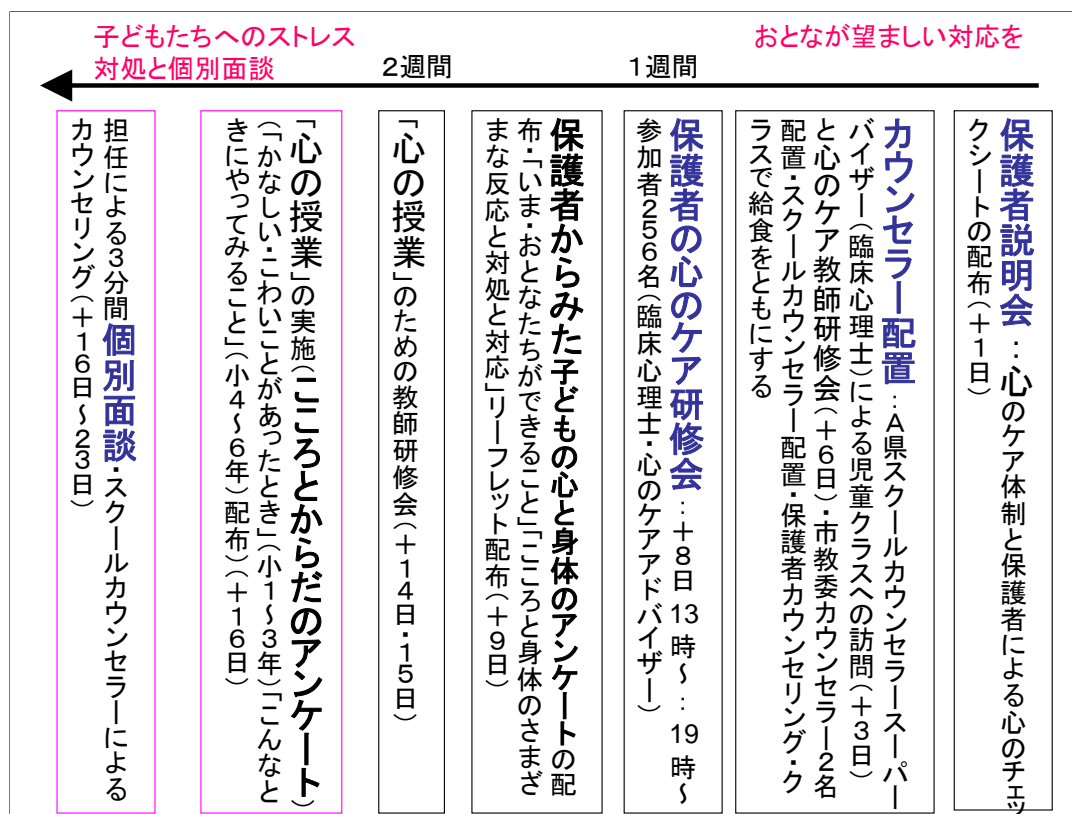 子どもたちへのストレス
対処と個別面談
2週間
1週間
おとなが望ましい対応を
保護者説明会:心のケア体制と保護者による心のチェッ
クシートの配布(+1日)
カウンセラー配置:A県スクールカウンセラースーパー
バイザー(臨床心理士)による児童クラスへの訪問(+3日)
と心のケア教師研修会(+6日)・市教委カウンセラー2名
配置・スクールカウンセラー配置・保護者カウンセリング・ク
ラスで給食をともにする
保護者の心のケア研修会:+8日 13時~:19時~
参加者256名(臨床心理士・心のケアアドバイザー)
保護者からみた子どもの心と身体のアンケートの配
布・「いま・おとなたちができること」「こころと身体のさまざ
まな反応と対処と対応」リーフレット配布(+9日)
「心の授業」のための教師研修会(+14日・15日)
「心の授業」の実施(こころとからだのアンケート)
(「かなしい・こわいことがあったとき」(小1~3年)「こんなと
きにやってみること」(小4~6年)配布)(+16日)
担任による3分間個別面談・スクールカウンセラーによる
カウンセリング(+16日~23日)